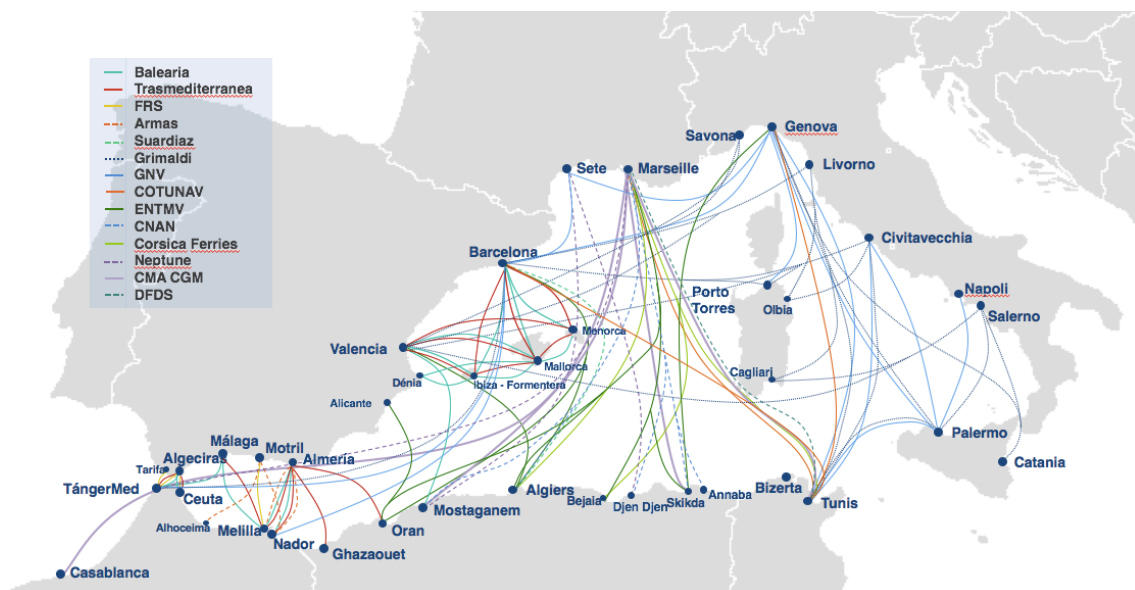 Balearia
Trasmediterranea
FRS
Armas
Suardiaz
Grimaldi
GNV
COTUNAV
ENTMV
CNAN
Corsica Ferries
Neptune
CMA CGM
DFDS
Savona
Genova
Sete
Marseille
Livorno
Barcelona
Civitavecchia
Porto
Torres
Olbia
Napoli
Salerno
Menorca
Valencia
Mallorca
Dénia
Ibiza - Formentera
Cagliari
Alicante
Palermo
Málaga
Motril
Algeciras
Almería
Tarifa
Catania
TángerMed
Ceuta
Algiers
Bejaia
Djen Djen
Skikda
Annaba
Bizerta
Tunis
Mostaganem
Alhoceima
Melilla
Nador
Oran
Ghazaouet
Casablanca